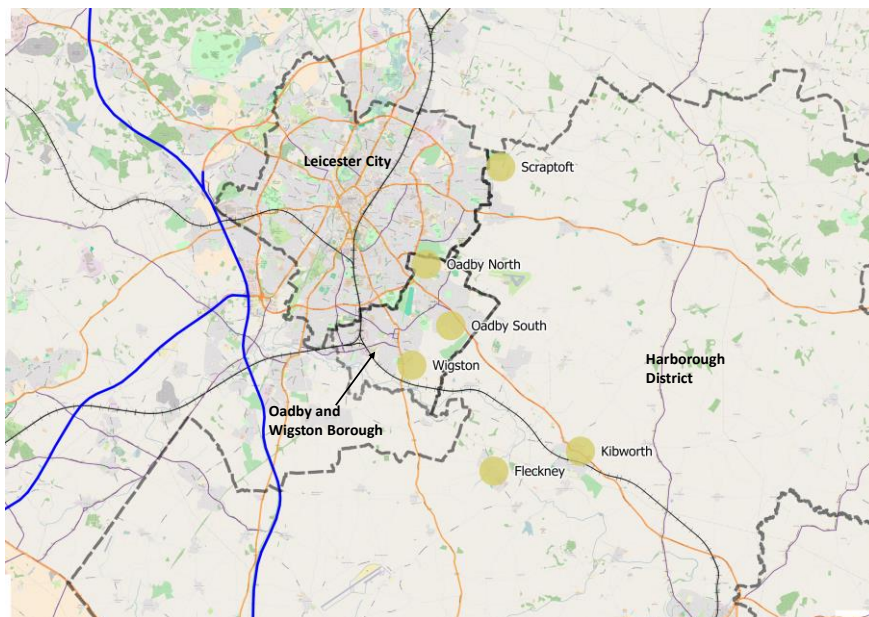 Leicester City
Scraptoft
Oadby North
Oadby South
Wigston
Harborough
District
Oadby and
Wigston Borough
Kibworth
Fleckney